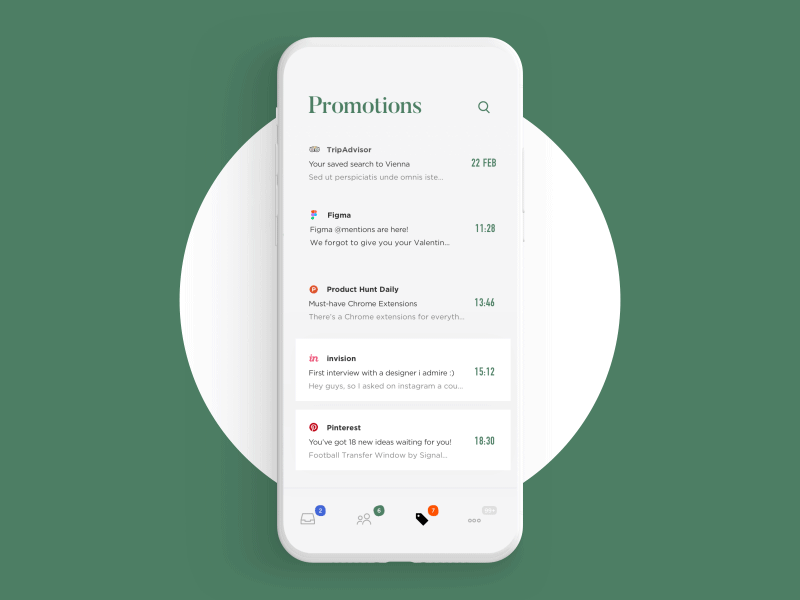 Promotions
TripAdvisor
Your saved search to Vienna
22 FEB
Sed ut perspiciatis unde omnis iste...
Figma
Figma @mentions are here!
11:28
We forgot to give you your Valentin...
Product Hunt Daily
Must-have Chrome Extensions
13:46
There's a Chrome extensions for everyth...
in invision
First interview with a designer i admire :)
15:12
Hey guys, so I asked on instagram a cou...
Pinterest
You've got 18 new ideas waiting for you!
18:30
Football Transfer Window by Signal...
2
6
7